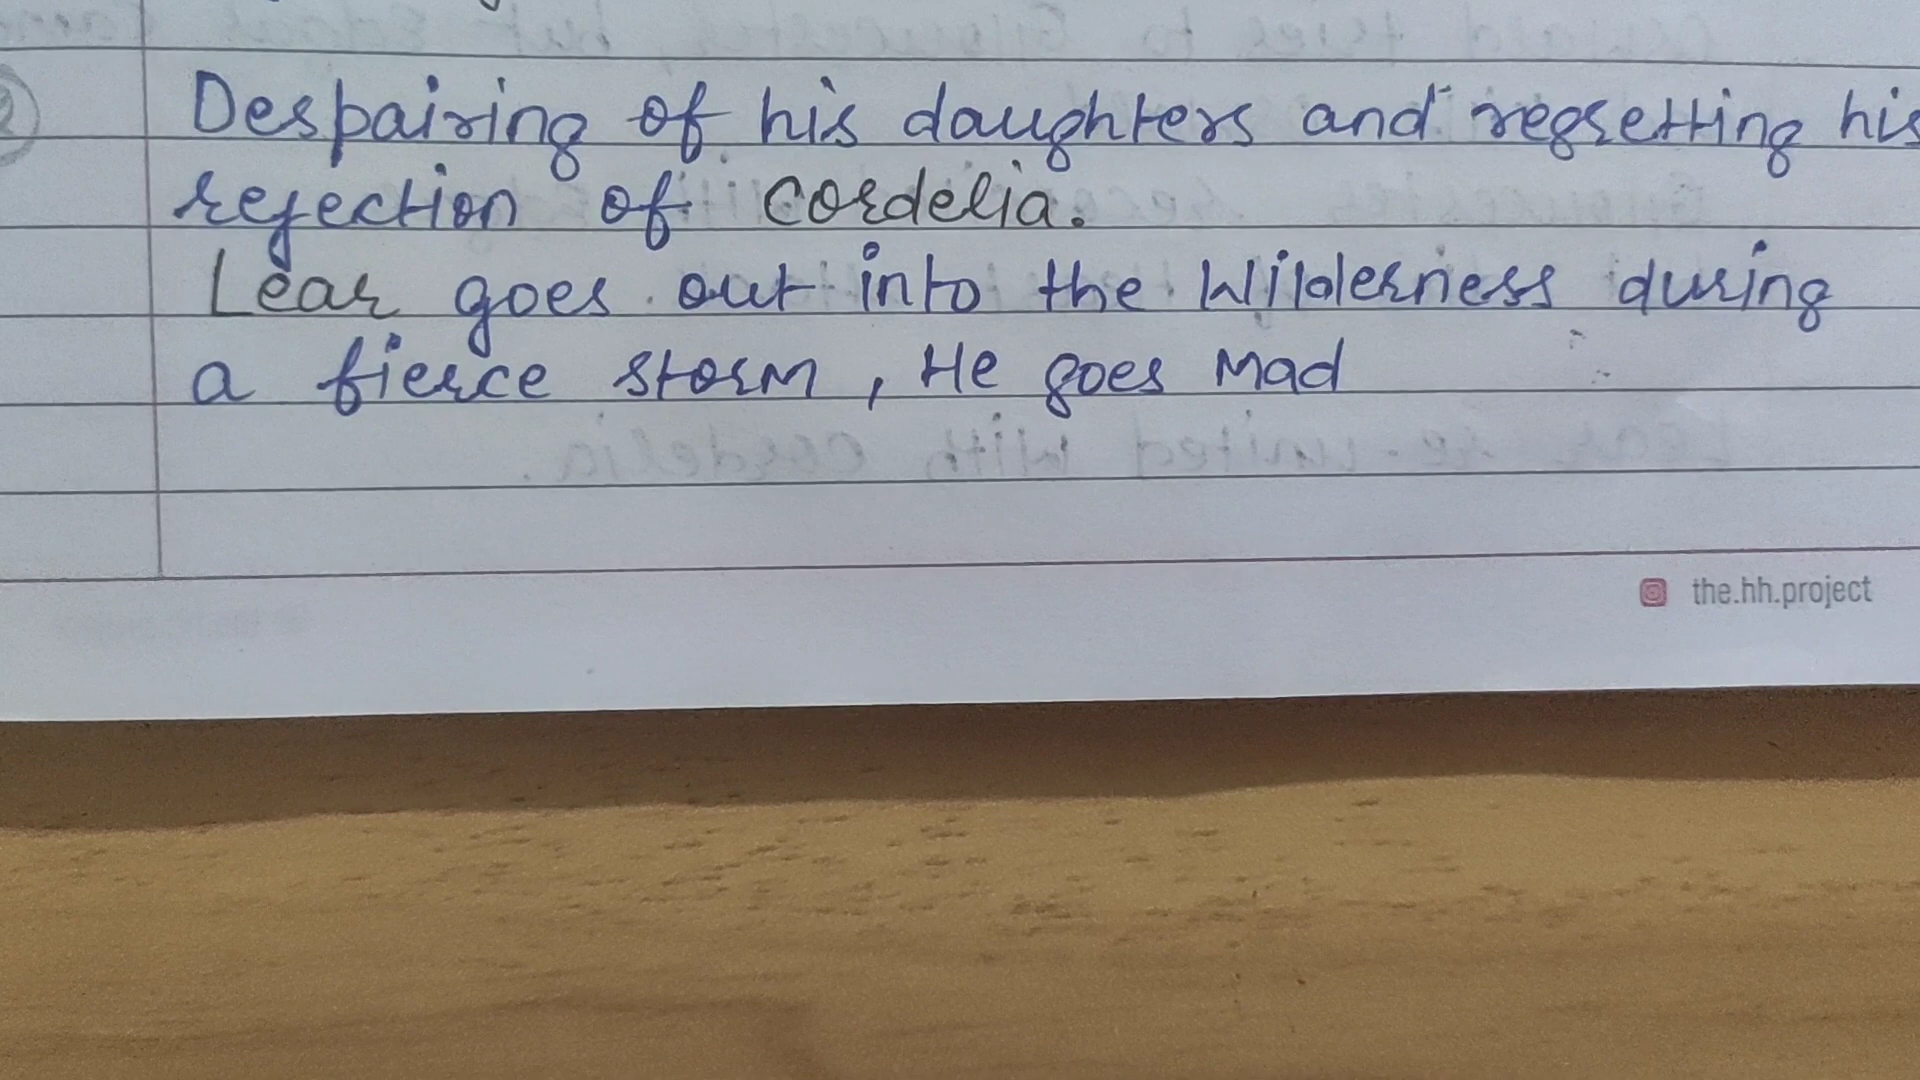 Despairing of his daughters and regretting his
rejection of Cordelia.
Lear goes out into the Wilderness during
a fierce storm, He goes Mad
the.hh.project